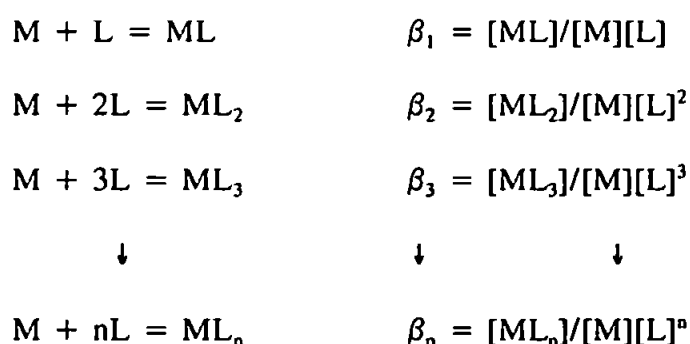 M + L = ML β₁ = [ML]/[M][L]
M + 2L = ML₂ β₂ = [ML₂]/[M][L]²
M + 3L = ML₃ β₃ = [ML₃]/[M][L]³
↓ ↓ ↓
M + nL = MLₙ βₙ = [MLₙ]/[M][L]ⁿ